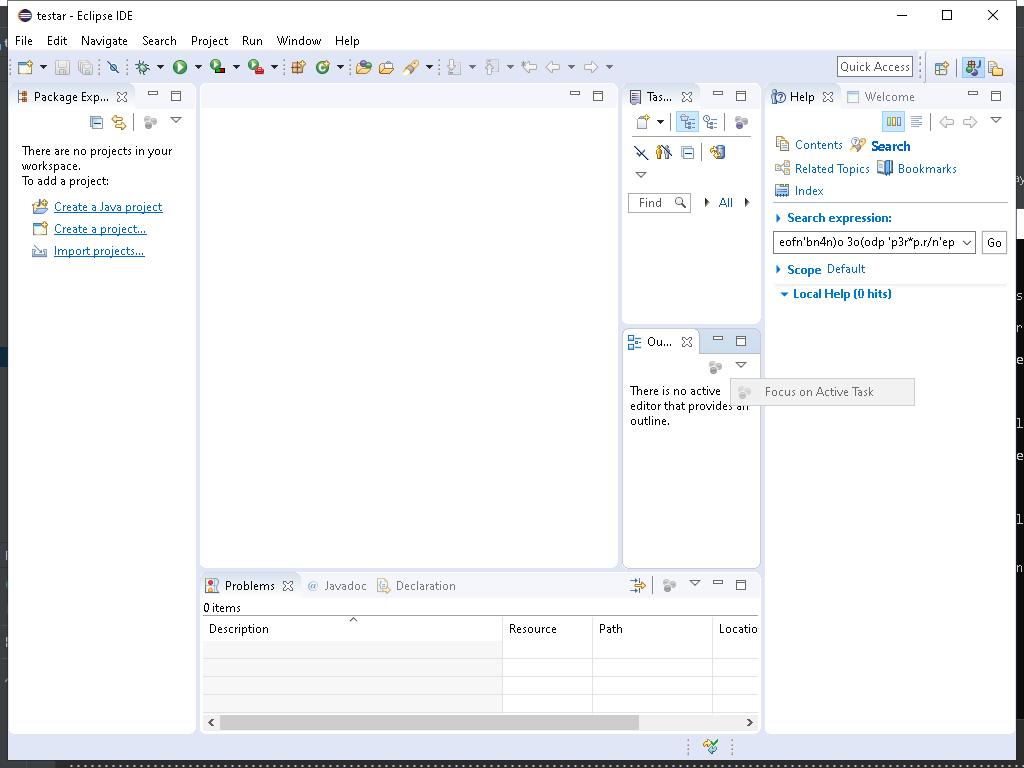 testar - Eclipse IDE
File Edit Navigate Search Project Run Window Help
Quick Access
Package Exp...
There are no projects in your
workspace.
To add a project:
Create a Java project
Create a project...
Import projects...
Tas...
Find
All
Ou...
There is no active
editor that provides an
outline.
Focus on Active Task
Help
Welcome
Contents
Search
Related Topics
Bookmarks
Index
Search expression:
eofn'bn4n)o 3o(odp 'p3r*p.r/n'ep
Go
Scope Default
Local Help (0 hits)
Problems
@ Javadoc
Declaration
0 items
Description Resource Path Locatio